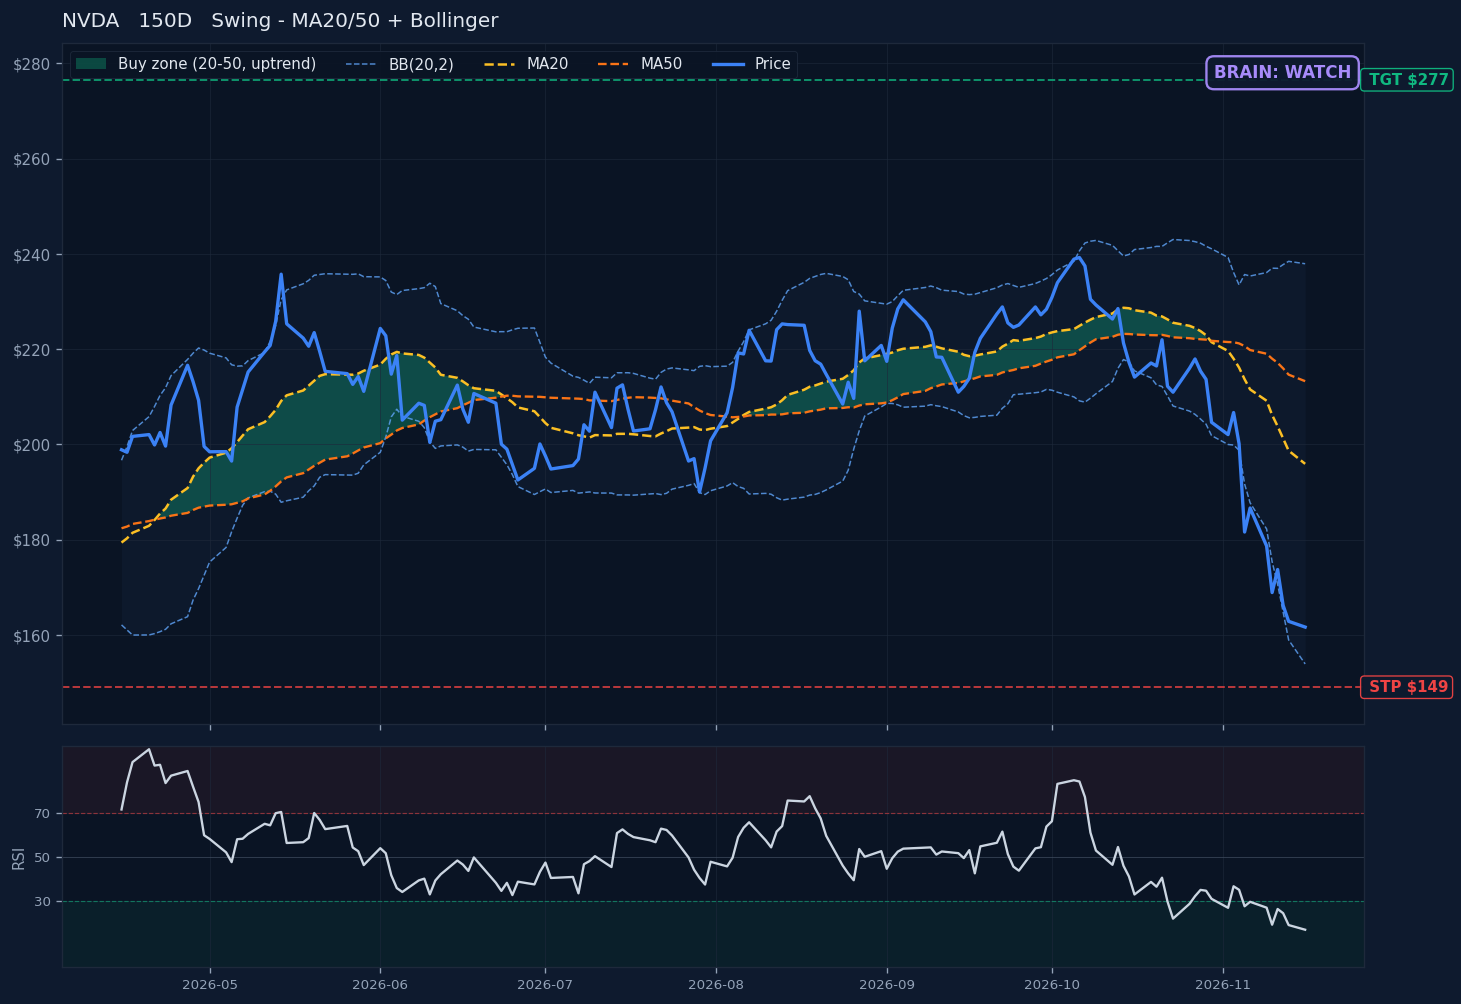 NVDA   150D   Swing - MA20/50 + Bollinger
Buy zone (20-50, uptrend)   BB(20,2)   MA20   MA50   Price
BRAIN: WATCH
TGT $277
$280
$260
$240
$220
$200
$180
$160
STP $149
RSI
70
50
30
2026-05   2026-06   2026-07   2026-08   2026-09   2026-10   2026-11